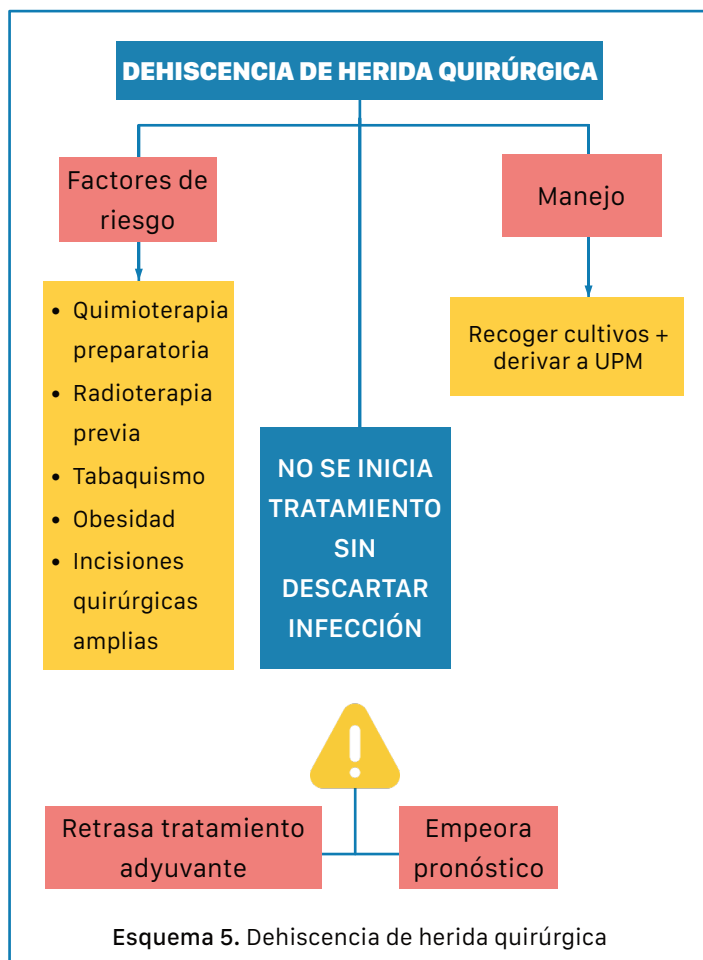 DEHISCENCIA DE HERIDA QUIRÚRGICA
Factores de
riesgo
• Quimioterapia
preparatoria
• Radioterapia
previa
• Tabaquismo
• Obesidad
• Incisiones
quirúrgicas
amplias
NO SE INICIA
TRATAMIENTO
SIN
DESCARTAR
INFECCIÓN
Manejo
Recoger cultivos +
derivar a UPM
Retrasa tratamiento
adyuvante
Empeora
pronóstico
Esquema 5. Dehiscencia de herida quirúrgica